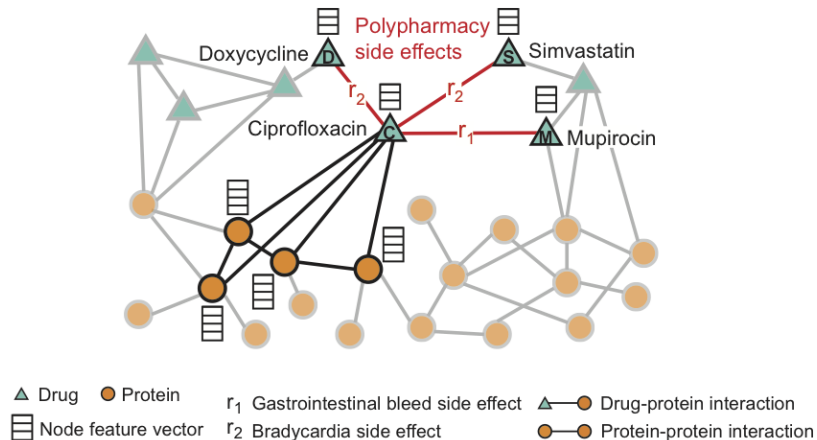 Polypharmacy
side effects
Doxycycline
D
S
Simvastatin
r2
r2
Ciprofloxacin
C
r1
M
Mupirocin
Drug
Protein
Node feature vector
r1 Gastrointestinal bleed side effect
r2 Bradycardia side effect
Drug-protein interaction
Protein-protein interaction